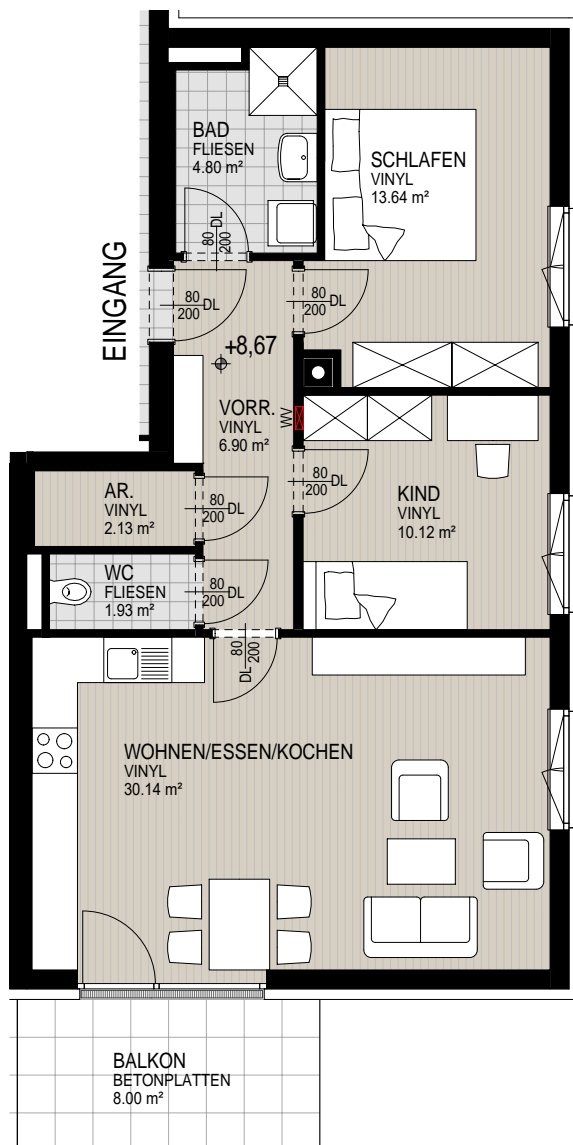 BAD
FLIESEN
4.80 m²
SCHLAFEN
VINYL
13.64 m²
80
200
DL
EINGANG
80
200
DL
80
200
DL
+8,67
VORR.
VINYL
6.90 m²
WV
80
200
DL
KIND
VINYL
10.12 m²
AR.
VINYL
2.13 m²
80
200
DL
WC
FLIESEN
1.93 m²
80
200
DL
80
200
DL
WOHNEN/ESSEN/KOCHEN
VINYL
30.14 m²
BALKON
BETONPLATTEN
8.00 m²